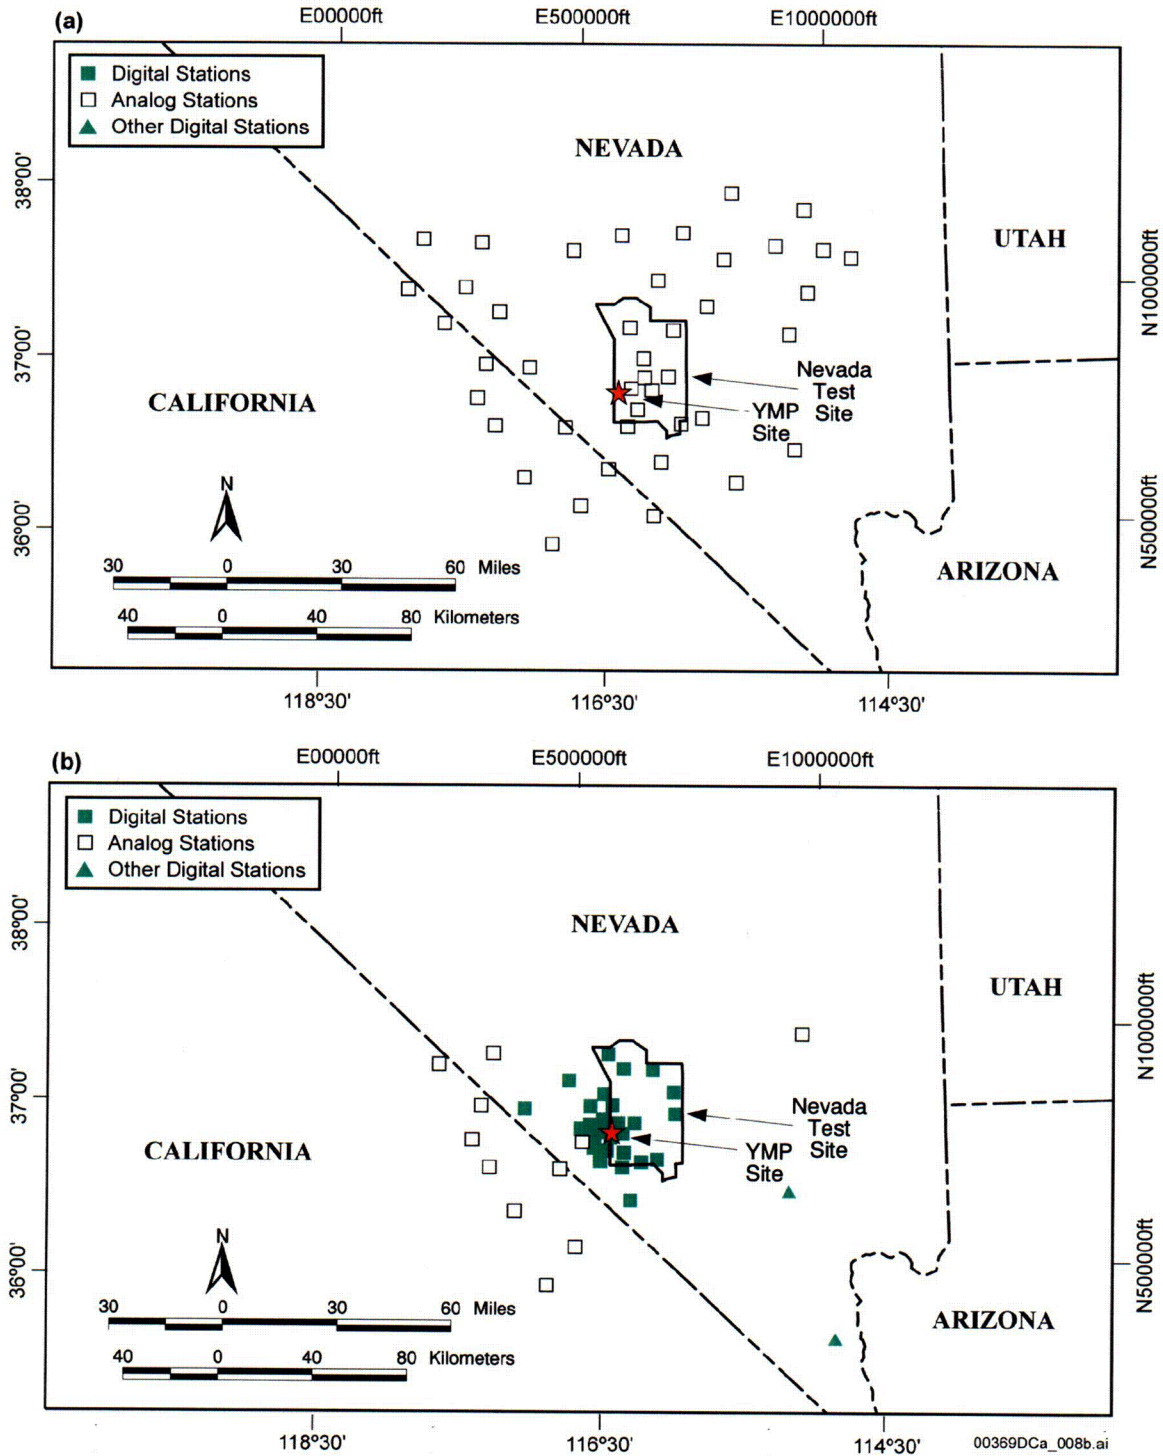 (a)
E00000ft
E500000ft
E1000000ft
Digital Stations
Analog Stations
Other Digital Stations
NEVADA
38°00'
UTAH
N1000000ft
37°00'
Nevada
Test
Site
YMP
Site
CALIFORNIA
N
36°00'
N500000ft
30 0 30 60 Miles
ARIZONA
40 0 40 80 Kilometers
118°30'
116°30'
114°30'
(b)
E00000ft
E500000ft
E1000000ft
Digital Stations
Analog Stations
Other Digital Stations
NEVADA
38°00'
UTAH
N1000000ft
37°00'
Nevada
Test
Site
YMP
Site
CALIFORNIA
N
36°00'
N500000ft
30 0 30 60 Miles
ARIZONA
40 0 40 80 Kilometers
118°30'
116°30'
114°30'
00369DCa_008b.ai